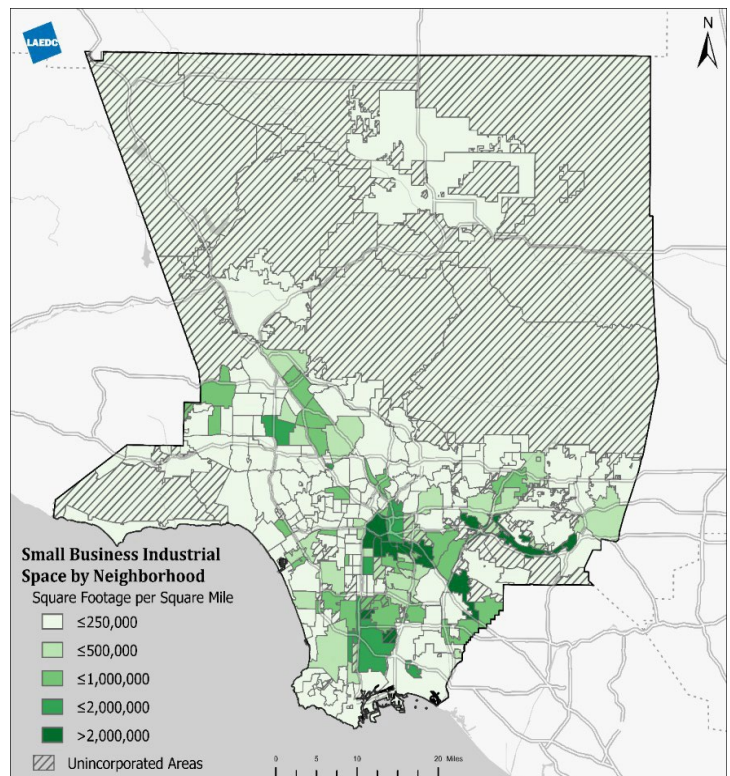 LAEDC
N
Small Business Industrial
Space by Neighborhood
Square Footage per Square Mile
≤250,000
≤500,000
≤1,000,000
≤2,000,000
>2,000,000
Unincorporated Areas
0 5 10 20 Miles